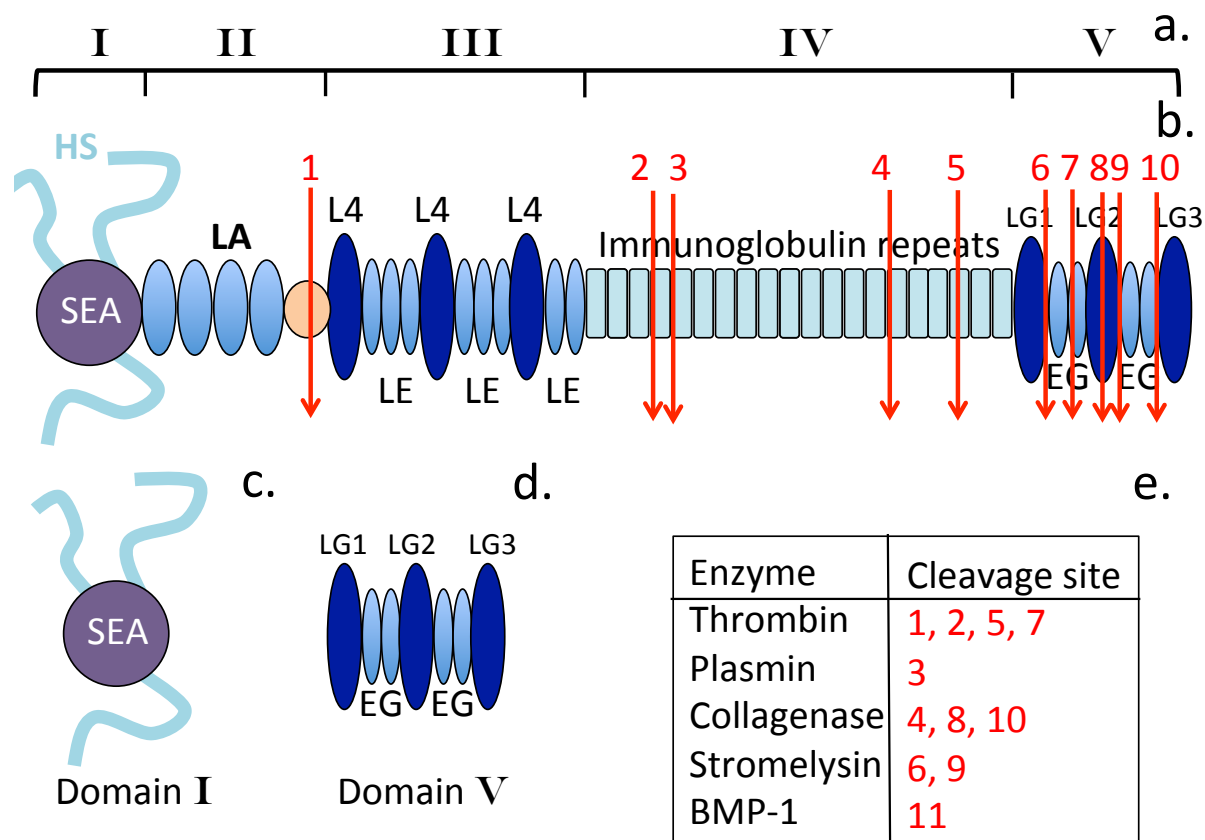 I II III IV V a.
b.
HS
1 2 3 4 5 6 7 8 9 10
L4 L4 L4 LG1 LG2 LG3
LA
Immunoglobulin repeats
SEA
LE LE LE EG EG
c. d. e.
LG1 LG2 LG3
SEA
EG EG
Domain I Domain V
Enzyme Cleavage site
Thrombin 1, 2, 5, 7
Plasmin 3
Collagenase 4, 8, 10
Stromelysin 6, 9
BMP-1 11